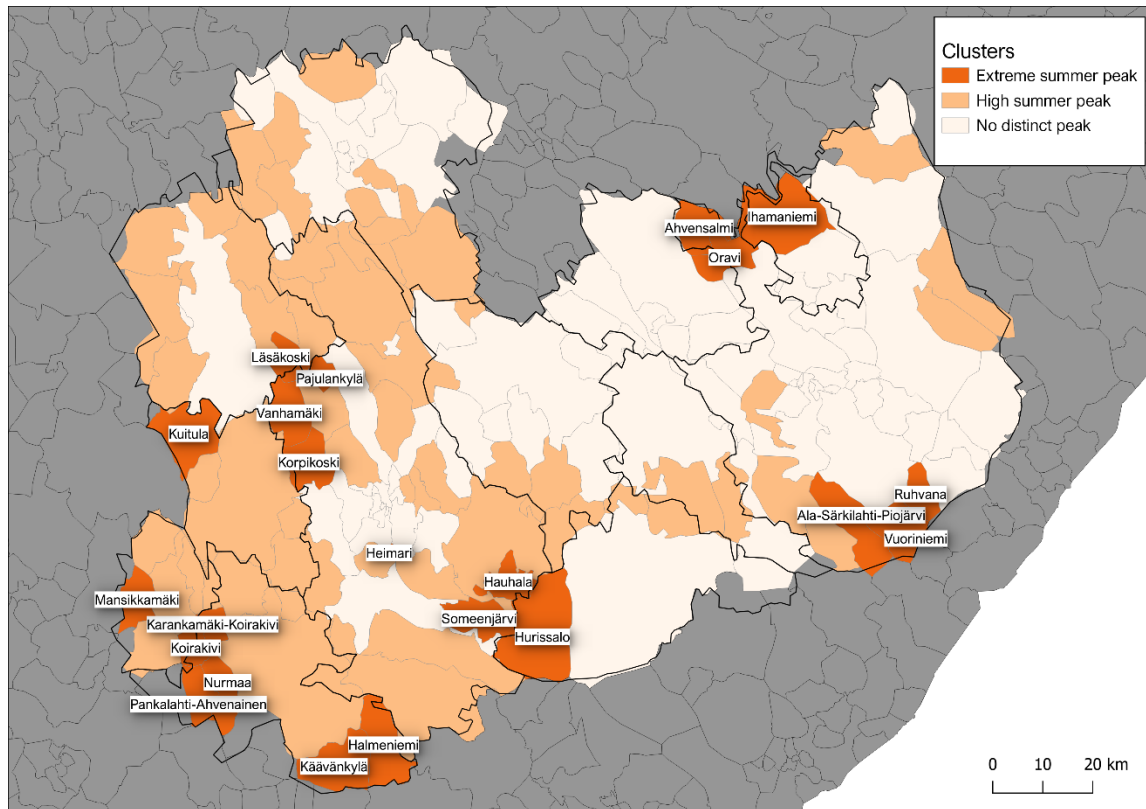 Clusters
Extreme summer peak
High summer peak
No distinct peak
Ihamaniemi
Ahvensalmi
Oravi
Läsäkoski
Pajulankylä
Vanhamäki
Kuitula
Korpikoski
Ruhvana
Ala-Särkilahti-Piojärvi
Vuoriniemi
Heimari
Hauhala
Mansikkamäki
Someenjärvi
Karankamäki-Koirakivi
Hurissalo
Koirakivi
Nurmaa
Pankalahti-Ahvenainen
Halmeniemi
Käävänkylä
0 10 20 km